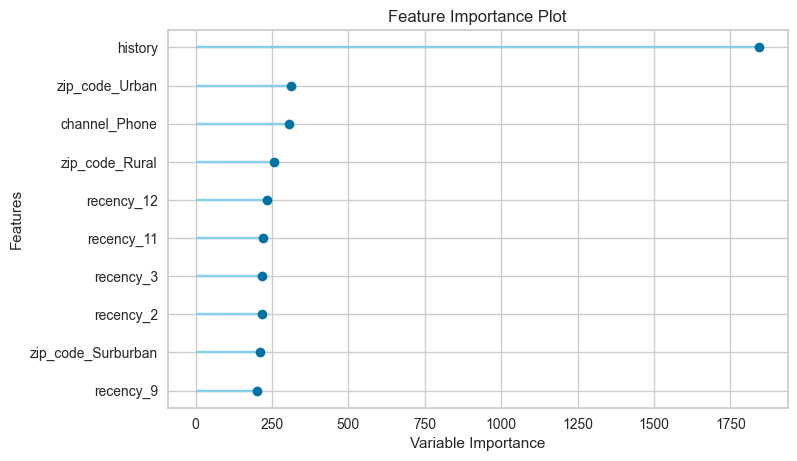 Feature Importance Plot
history
zip_code_Urban
channel_Phone
zip_code_Rural
recency_12
recency_11
recency_3
recency_2
zip_code_Surburban
recency_9
Features
0 250 500 750 1000 1250 1500 1750
Variable Importance